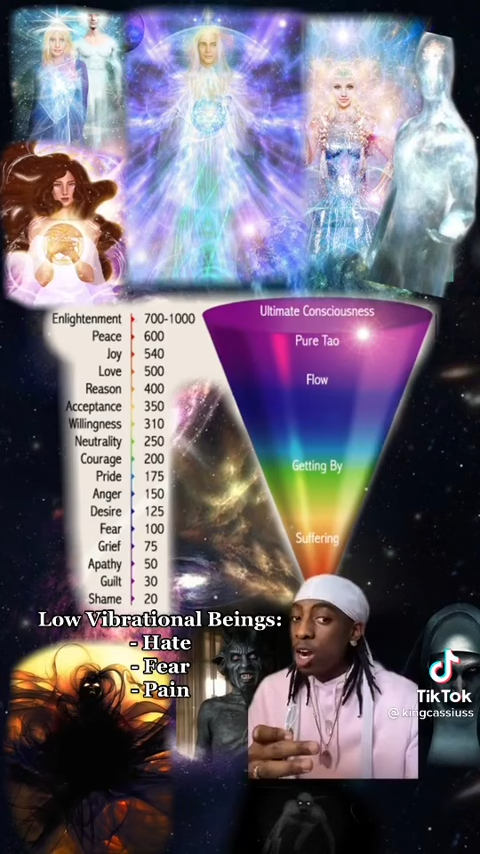 Enlightenment 700-1000
Peace 600
Joy 540
Love 500
Reason 400
Acceptance 350
Willingness 310
Neutrality 250
Courage 200
Pride 175
Anger 150
Desire 125
Fear 100
Grief 75
Apathy 50
Guilt 30
Shame 20
Ultimate Consciousness
Pure Tao
Flow
Getting By
Suffering
Low Vibrational Beings:
- Hate
- Fear
- Pain
TikTok
@kingcassiuss